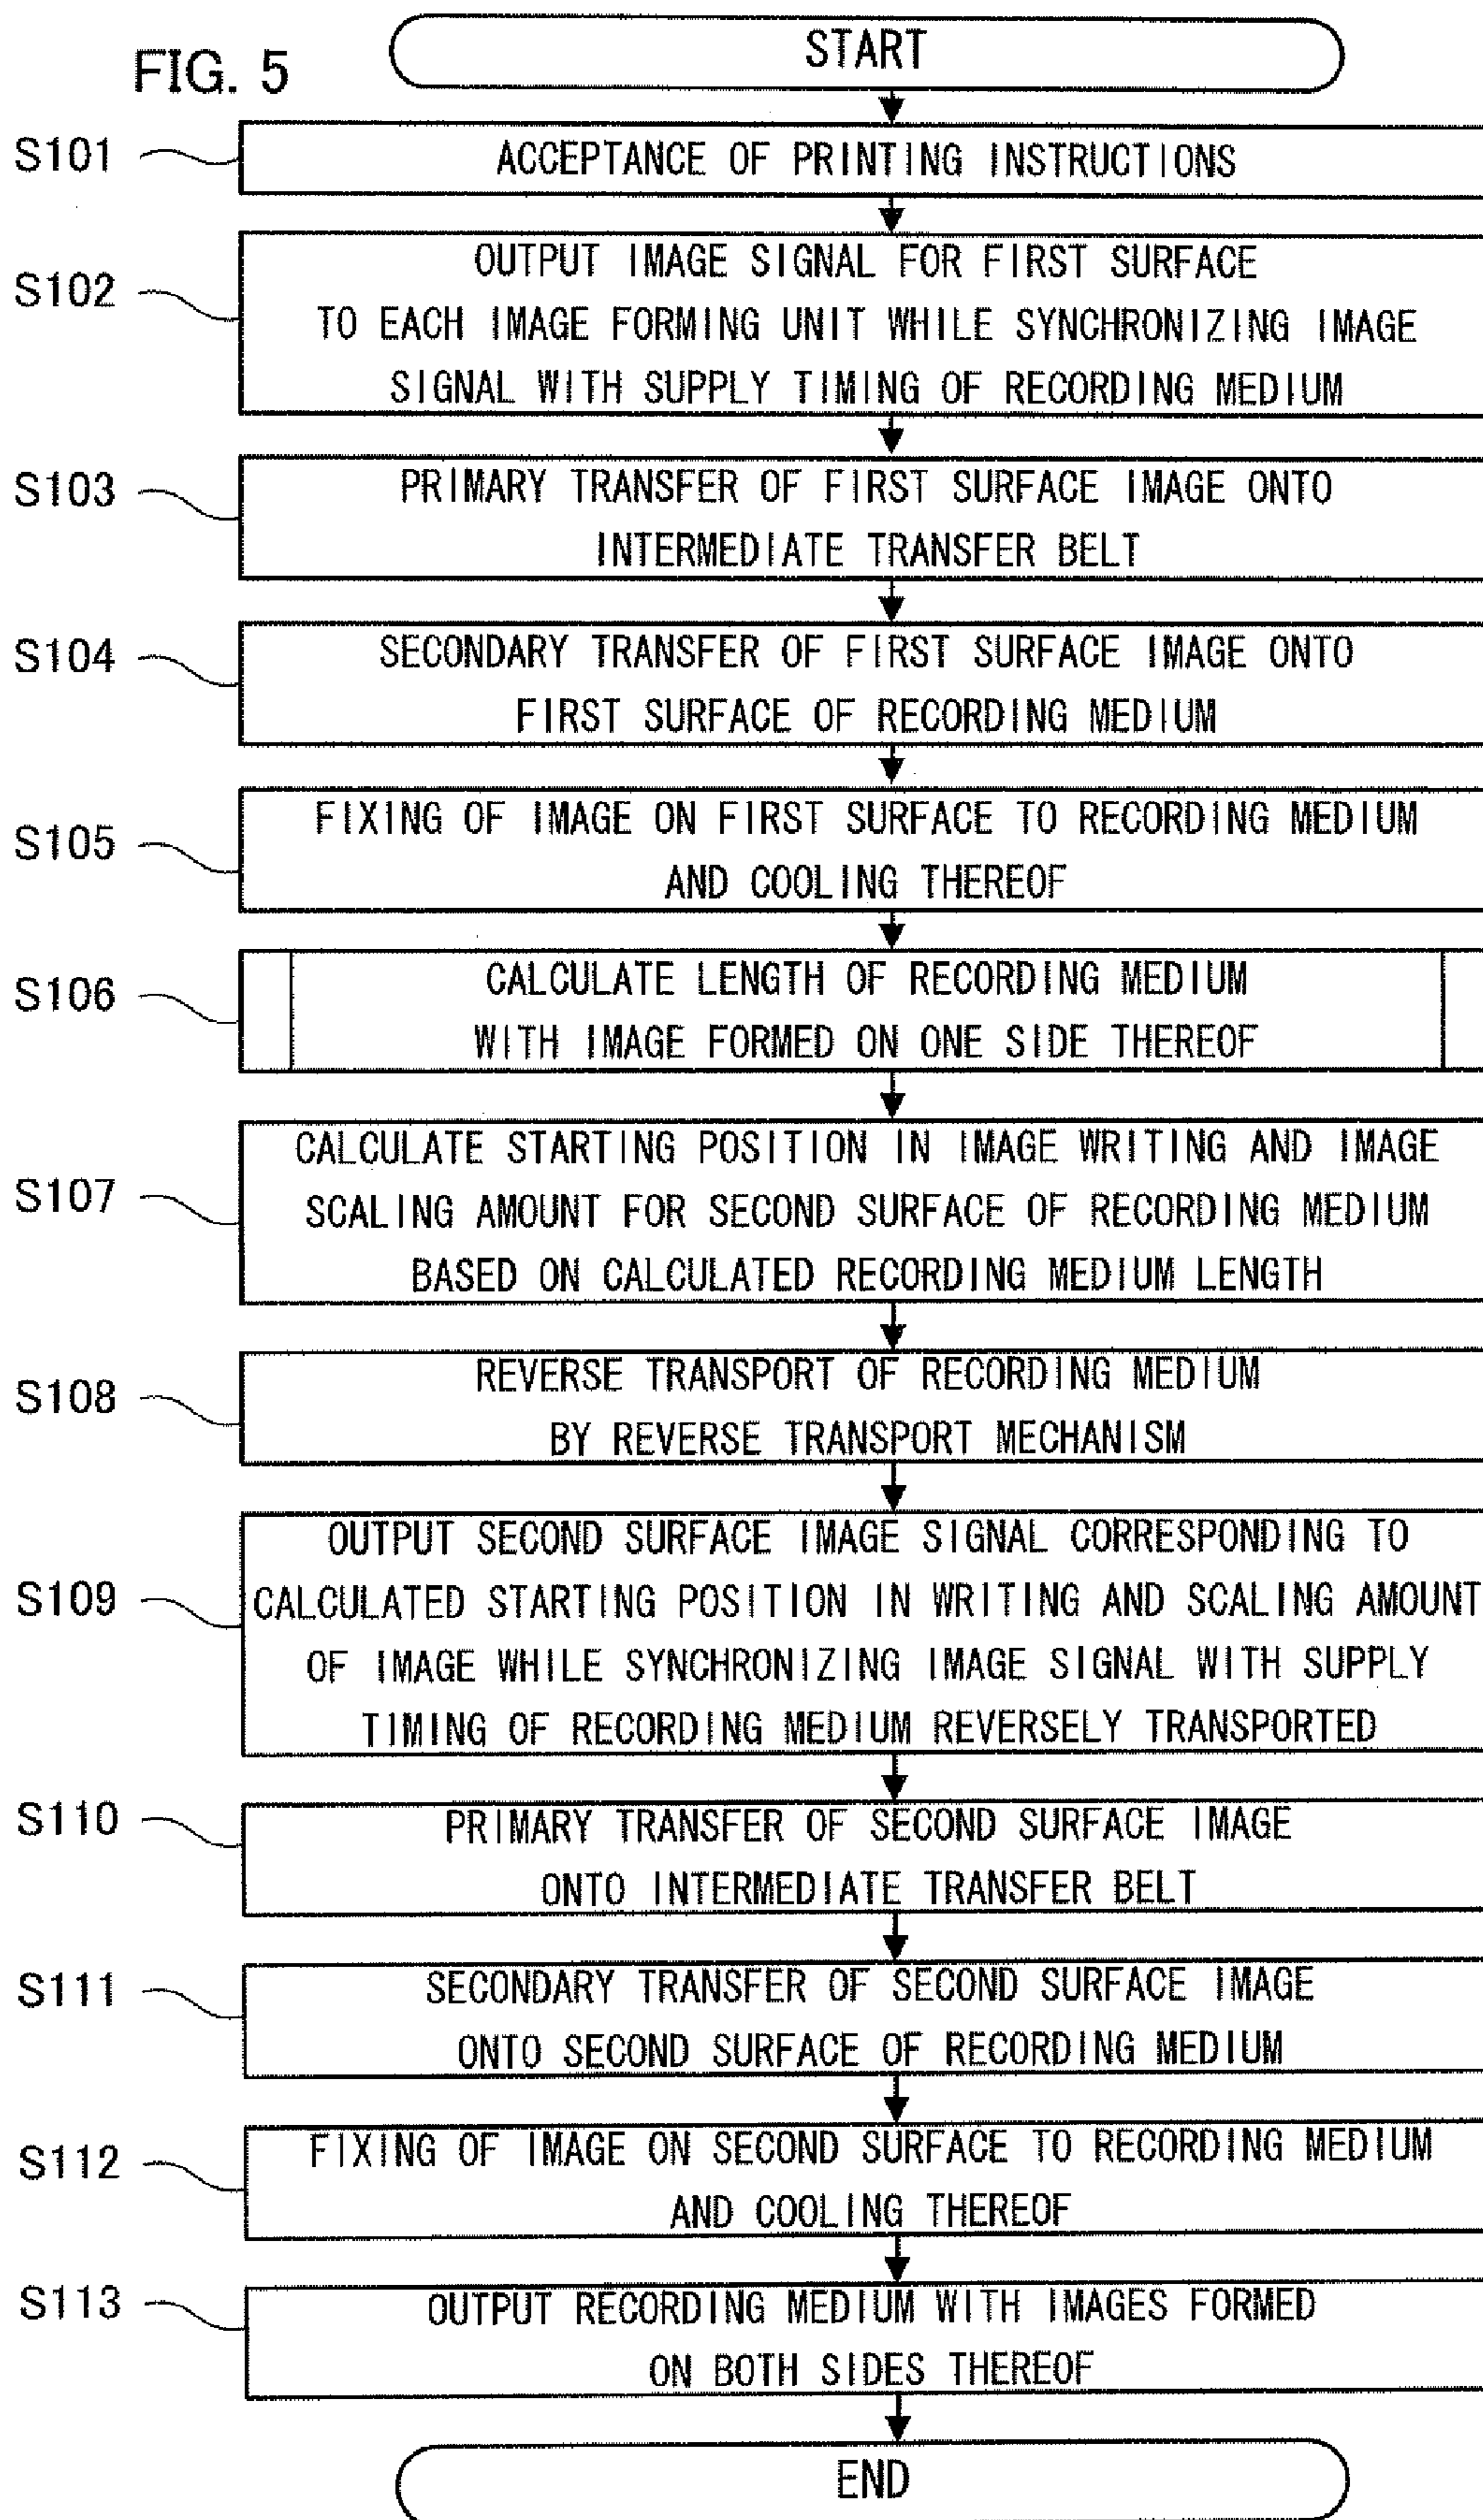 FIG. 5
START
S101
ACCEPTANCE OF PRINTING INSTRUCTIONS
S102
OUTPUT IMAGE SIGNAL FOR FIRST SURFACE
TO EACH IMAGE FORMING UNIT WHILE SYNCHRONIZING IMAGE
SIGNAL WITH SUPPLY TIMING OF RECORDING MEDIUM
S103
PRIMARY TRANSFER OF FIRST SURFACE IMAGE ONTO
INTERMEDIATE TRANSFER BELT
S104
SECONDARY TRANSFER OF FIRST SURFACE IMAGE ONTO
FIRST SURFACE OF RECORDING MEDIUM
S105
FIXING OF IMAGE ON FIRST SURFACE TO RECORDING MEDIUM
AND COOLING THEREOF
S106
CALCULATE LENGTH OF RECORDING MEDIUM
WITH IMAGE FORMED ON ONE SIDE THEREOF
S107
CALCULATE STARTING POSITION IN IMAGE WRITING AND IMAGE
SCALING AMOUNT FOR SECOND SURFACE OF RECORDING MEDIUM
BASED ON CALCULATED RECORDING MEDIUM LENGTH
S108
REVERSE TRANSPORT OF RECORDING MEDIUM
BY REVERSE TRANSPORT MECHANISM
S109
OUTPUT SECOND SURFACE IMAGE SIGNAL CORRESPONDING TO
CALCULATED STARTING POSITION IN WRITING AND SCALING AMOUNT
OF IMAGE WHILE SYNCHRONIZING IMAGE SIGNAL WITH SUPPLY
TIMING OF RECORDING MEDIUM REVERSELY TRANSPORTED
S110
PRIMARY TRANSFER OF SECOND SURFACE IMAGE
ONTO INTERMEDIATE TRANSFER BELT
S111
SECONDARY TRANSFER OF SECOND SURFACE IMAGE
ONTO SECOND SURFACE OF RECORDING MEDIUM
S112
FIXING OF IMAGE ON SECOND SURFACE TO RECORDING MEDIUM
AND COOLING THEREOF
S113
OUTPUT RECORDING MEDIUM WITH IMAGES FORMED
ON BOTH SIDES THEREOF
END